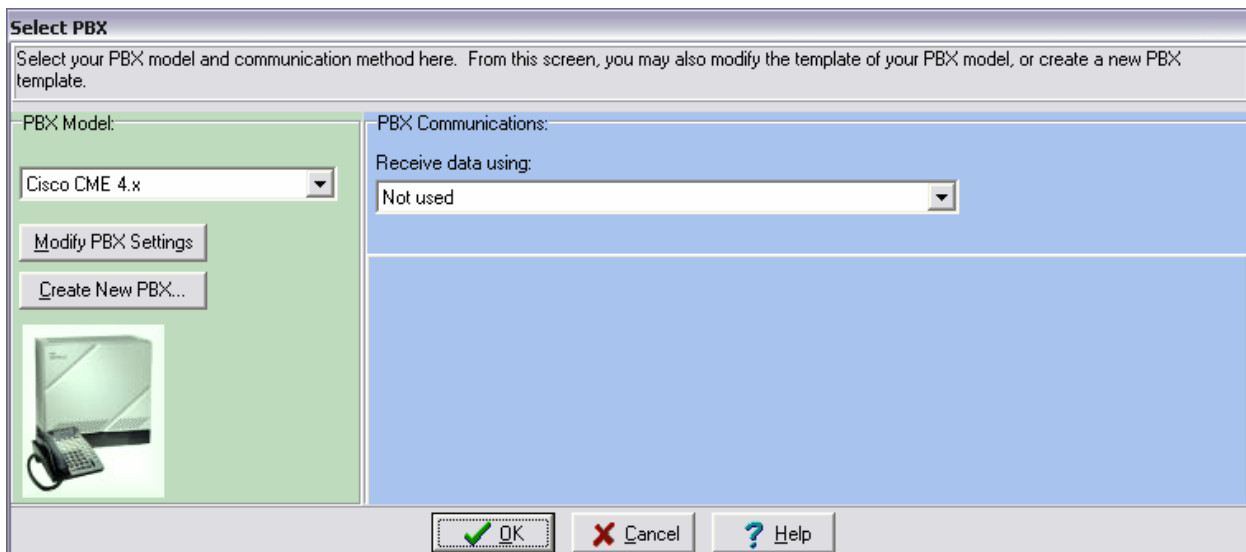 Select PBX
Select your PBX model and communication method here.  From this screen, you may also modify the template of your PBX model, or create a new PBX
template.
PBX Model:
Cisco CME 4.x
Modify PBX Settings
Create New PBX...
PBX Communications:
Receive data using:
Not used
OK
Cancel
? Help